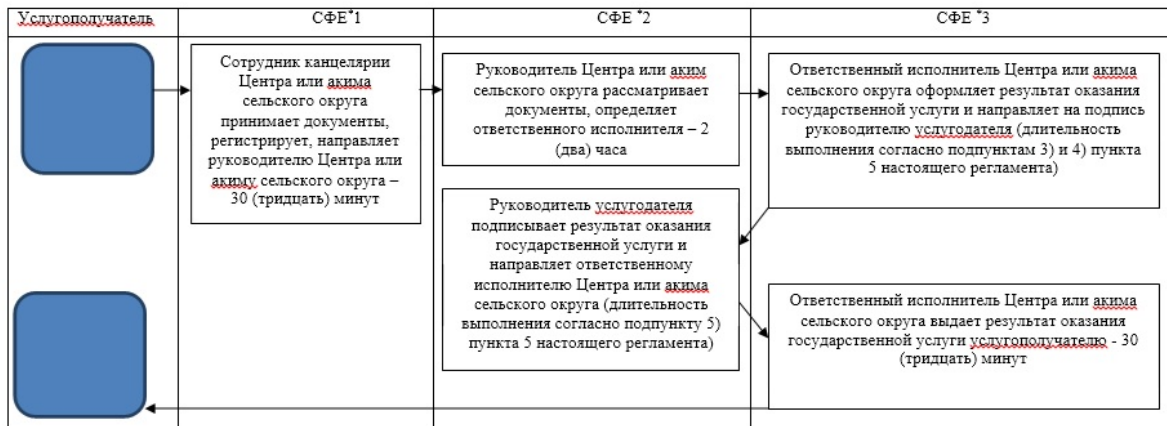 Услугополучатель
СФЕ*1
СФЕ *2
СФЕ *3
Сотрудник канцелярии
Центра или акима
сельского округа
принимает документы,
регистрирует, направляет
руководителю Центра или
акиму сельского округа –
30 (тридцать) минут
Руководитель Центра или аким
сельского округа рассматривает
документы, определяет
ответственного исполнителя – 2
(два) часа
Ответственный исполнитель Центра или акима
сельского округа оформляет результат оказания
государственной услуги и направляет на подпись
руководителю услугодателя (длительность
выполнения согласно подпунктам 3) и 4) пункта
5 настоящего регламента)
Руководитель услугодателя
подписывает результат оказания
государственной услуги и
направляет ответственному
исполнителю Центра или акима
сельского округа (длительность
выполнения согласно подпункту 5)
пункта 5 настоящего регламента)
Ответственный исполнитель Центра или акима
сельского округа выдает результат оказания
государственной услуги услугополучателю - 30
(тридцать) минут